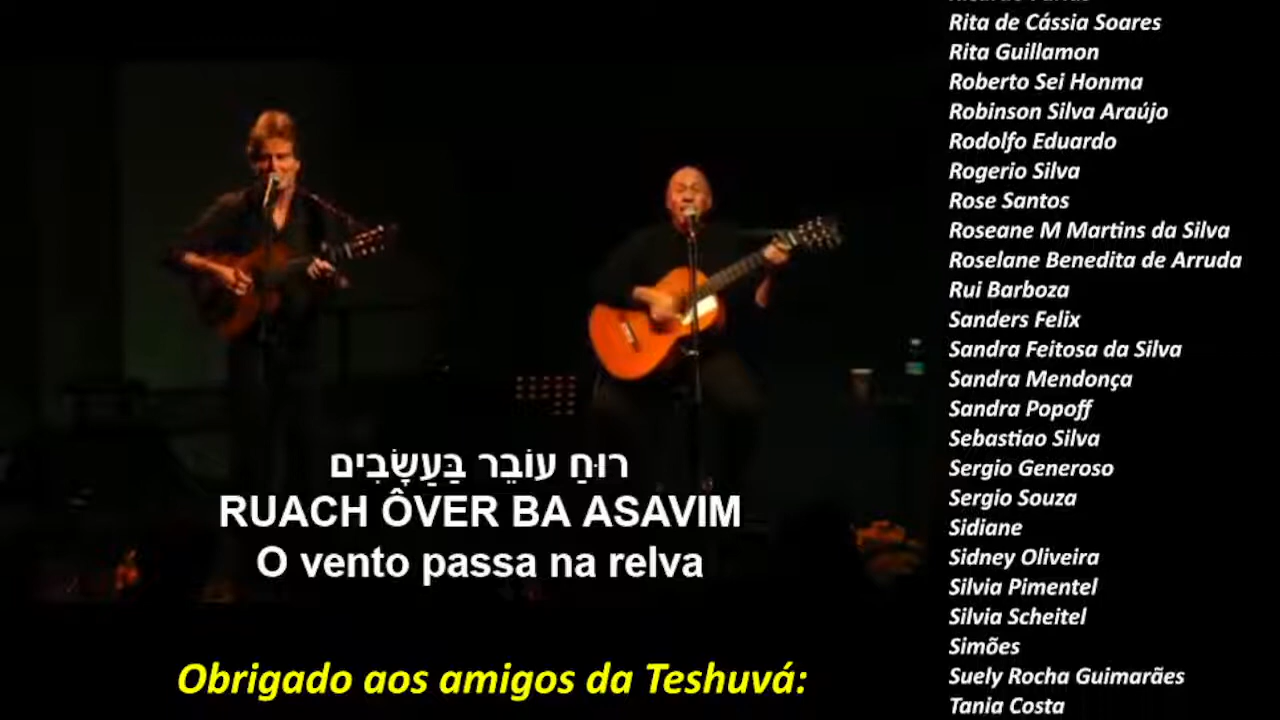 רוּחַ עוֹבֵר בַּעֲשָׂבִים
RUACH ÔVER BA ASAVIM
O vento passa na relva
Obrigado aos amigos da Teshuvá:
Rita de Cássia Soares
Rita Guillamon
Roberto Sei Honma
Robinson Silva Araújo
Rodolfo Eduardo
Rogerio Silva
Rose Santos
Roseane M Martins da Silva
Roselane Benedita de Arruda
Rui Barboza
Sanders Felix
Sandra Feitosa da Silva
Sandra Mendonça
Sandra Popoff
Sebastiao Silva
Sergio Generoso
Sergio Souza
Sidiane
Sidney Oliveira
Silvia Pimentel
Silvia Scheitel
Simões
Suely Rocha Guimarães
Tania Costa